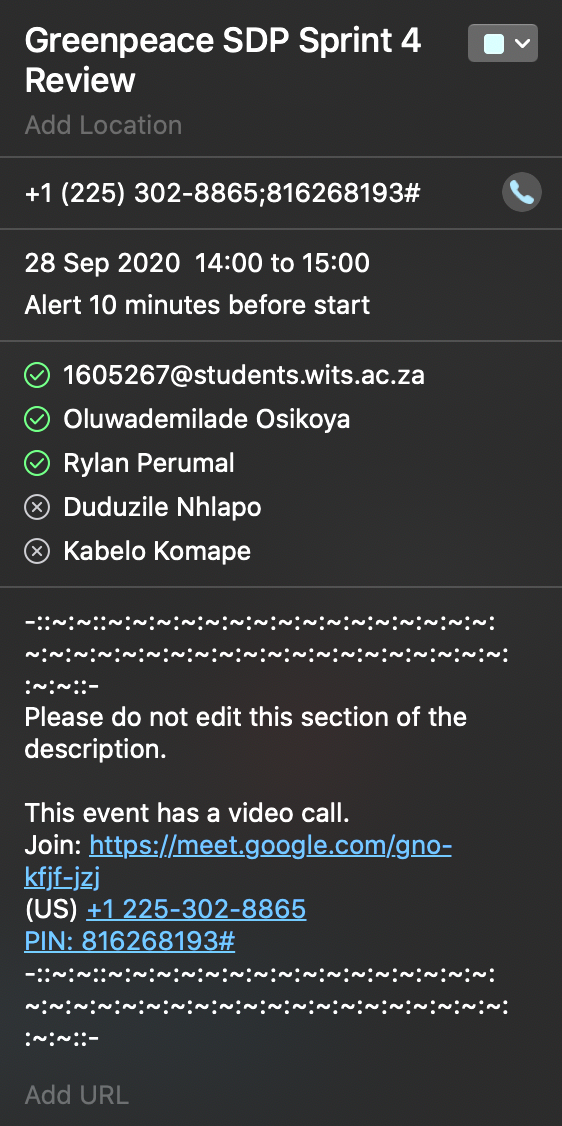 Greenpeace SDP Sprint 4
Review
Add Location
+1 (225) 302-8865;816268193#
28 Sep 2020  14:00 to 15:00
Alert 10 minutes before start
1605267@students.wits.ac.za
Oluwademilade Osikoya
Rylan Perumal
Duduzile Nhlapo
Kabelo Komape
-::~:~::~:~:~:~:~:~:~:~:~:~:~:~:~:~:~:~:~:
~:~:~:~:~:~:~:~:~:~:~:~:~:~:~:~:~:~:~:~:
:~:~::-
Please do not edit this section of the
description.
This event has a video call.
Join: https://meet.google.com/gno-
kfjf-jzj
(US) +1 225-302-8865
PIN: 816268193#
-::~:~::~:~:~:~:~:~:~:~:~:~:~:~:~:~:~:~:~:
~:~:~:~:~:~:~:~:~:~:~:~:~:~:~:~:~:~:~:~:
:~:~::-
Add URL